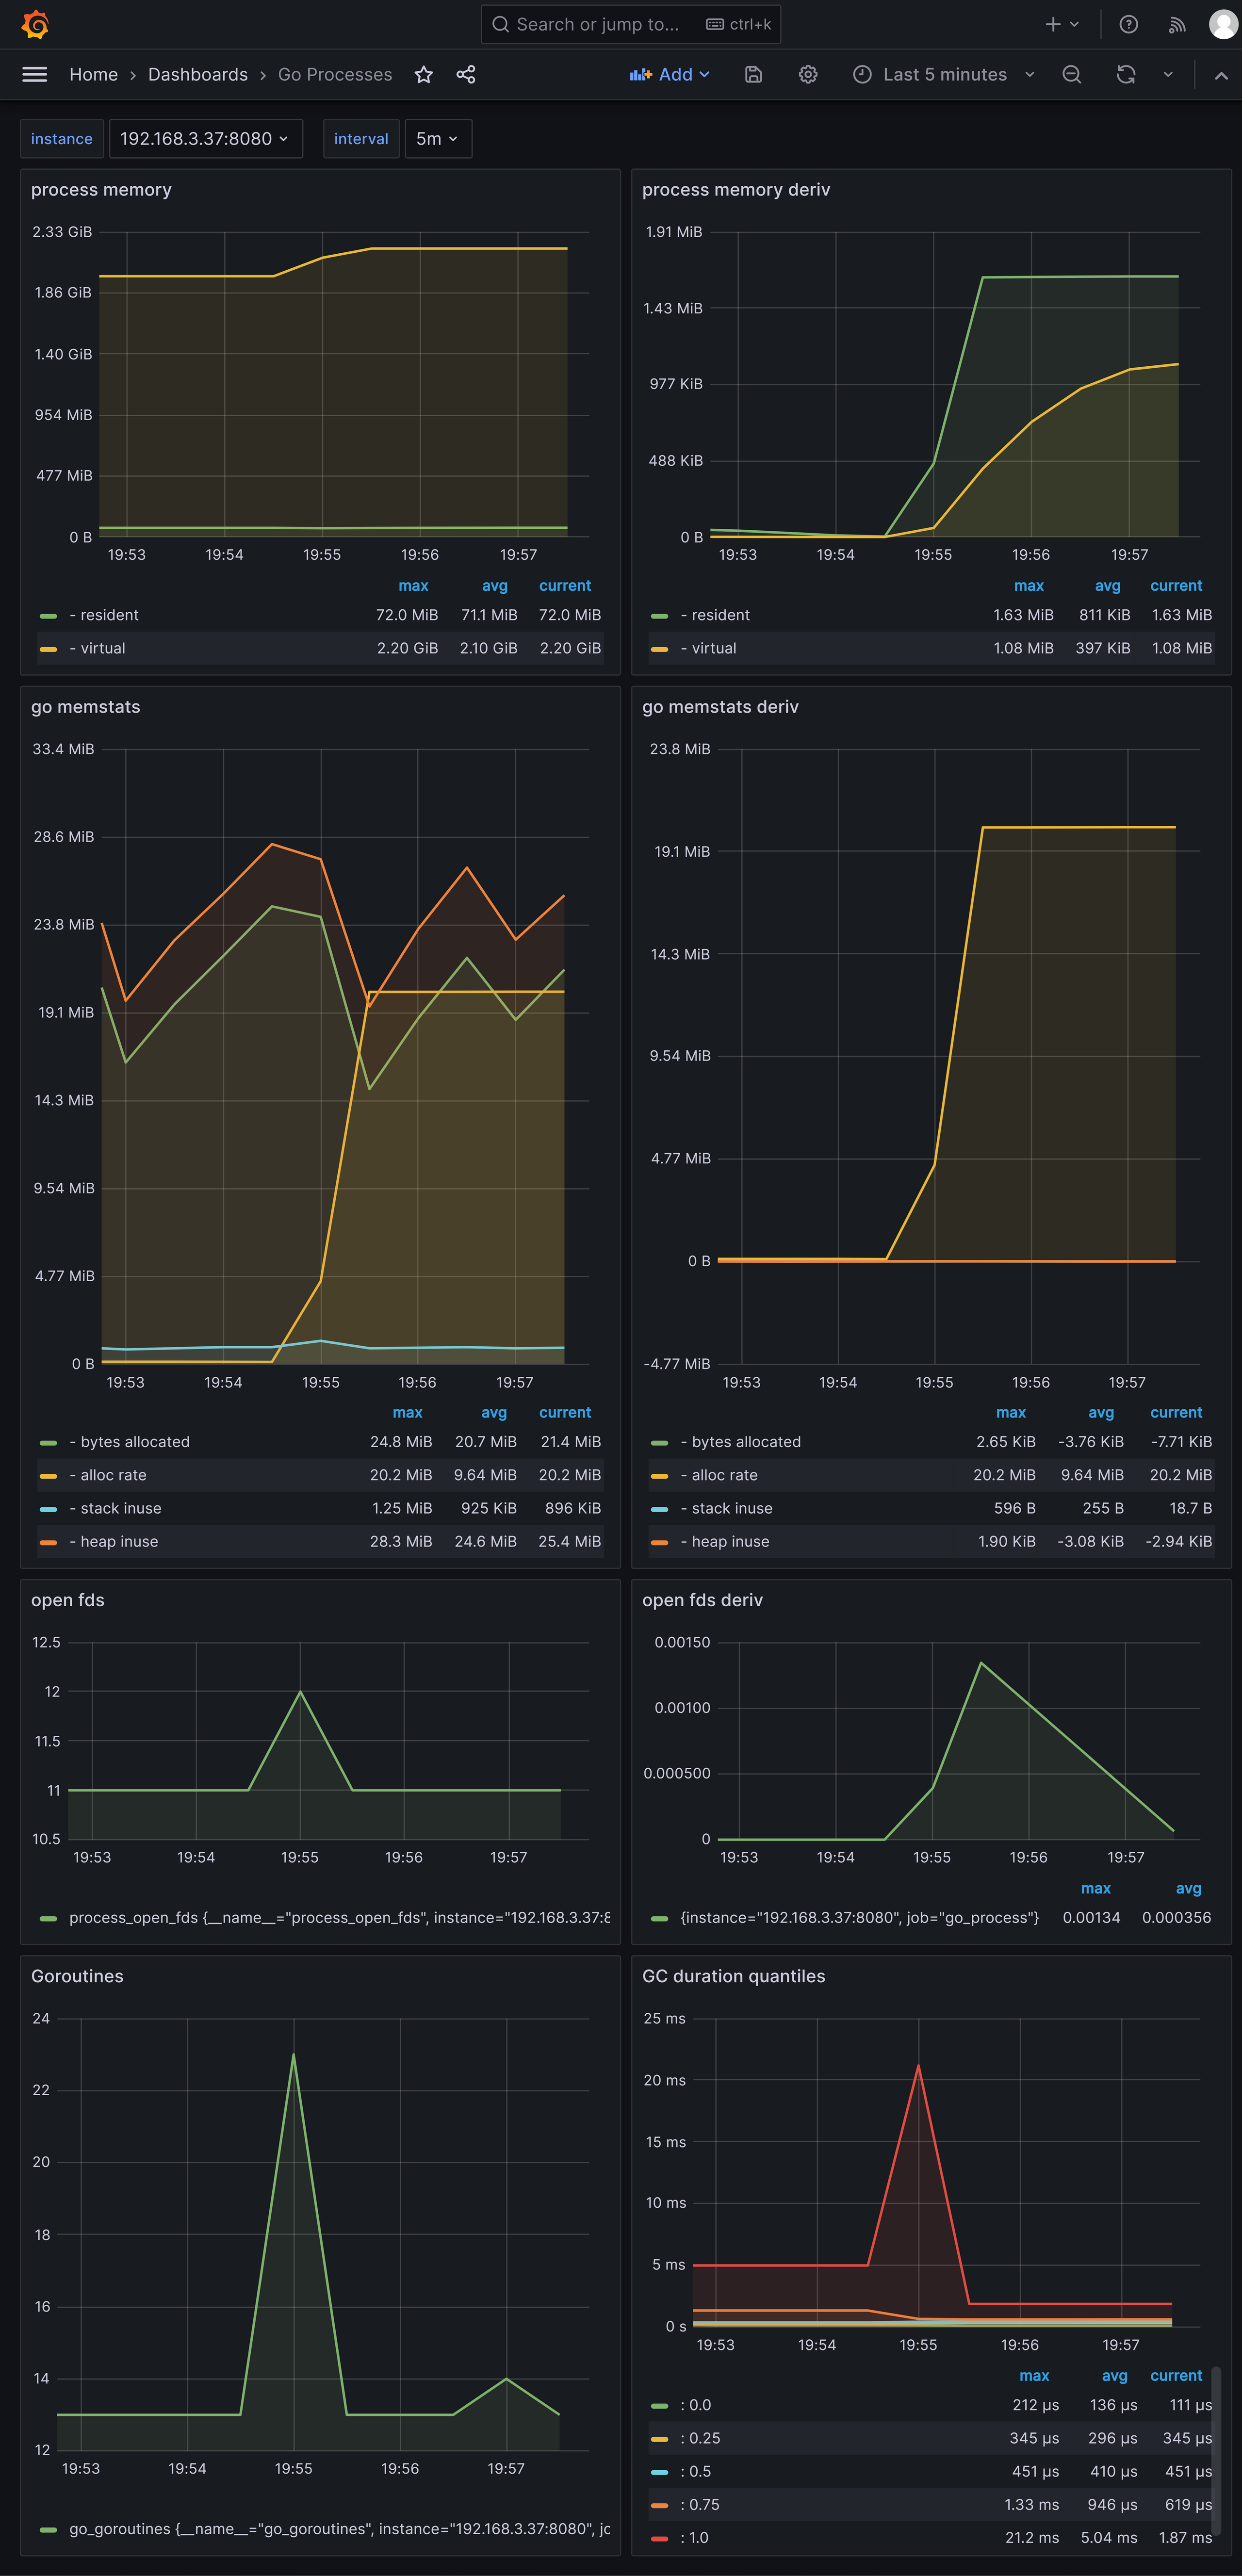 Search or jump to... ctrl+k
Home › Dashboards › Go Processes Add Last 5 minutes
instance 192.168.3.37:8080 interval 5m
process memory
2.33 GiB
1.86 GiB
1.40 GiB
954 MiB
477 MiB
0 B
19:53 19:54 19:55 19:56 19:57
max avg current
- resident 72.0 MiB 71.1 MiB 72.0 MiB
- virtual 2.20 GiB 2.10 GiB 2.20 GiB
process memory deriv
1.91 MiB
1.43 MiB
977 KiB
488 KiB
0 B
19:53 19:54 19:55 19:56 19:57
max avg current
- resident 1.63 MiB 811 KiB 1.63 MiB
- virtual 1.08 MiB 397 KiB 1.08 MiB
go memstats
33.4 MiB
28.6 MiB
23.8 MiB
19.1 MiB
14.3 MiB
9.54 MiB
4.77 MiB
0 B
19:53 19:54 19:55 19:56 19:57
max avg current
- bytes allocated 24.8 MiB 20.7 MiB 21.4 MiB
- alloc rate 20.2 MiB 9.64 MiB 20.2 MiB
- stack inuse 1.25 MiB 925 KiB 896 KiB
- heap inuse 28.3 MiB 24.6 MiB 25.4 MiB
go memstats deriv
23.8 MiB
19.1 MiB
14.3 MiB
9.54 MiB
4.77 MiB
0 B
-4.77 MiB
19:53 19:54 19:55 19:56 19:57
max avg current
- bytes allocated 2.65 KiB -3.76 KiB -7.71 KiB
- alloc rate 20.2 MiB 9.64 MiB 20.2 MiB
- stack inuse 596 B 255 B 18.7 B
- heap inuse 1.90 KiB -3.08 KiB -2.94 KiB
open fds
12.5
12
11.5
11
10.5
19:53 19:54 19:55 19:56 19:57
process_open_fds {__name__="process_open_fds", instance="192.168.3.37:8
open fds deriv
0.00150
0.00100
0.000500
0
19:53 19:54 19:55 19:56 19:57
max avg
{instance="192.168.3.37:8080", job="go_process"} 0.00134 0.000356
Goroutines
24
22
20
18
16
14
12
19:53 19:54 19:55 19:56 19:57
go_goroutines {__name__="go_goroutines", instance="192.168.3.37:8080", jc
GC duration quantiles
25 ms
20 ms
15 ms
10 ms
5 ms
0 s
19:53 19:54 19:55 19:56 19:57
max avg current
: 0.0 212 µs 136 µs 111 µs
: 0.25 345 µs 296 µs 345 µs
: 0.5 451 µs 410 µs 451 µs
: 0.75 1.33 ms 946 µs 619 µs
: 1.0 21.2 ms 5.04 ms 1.87 ms